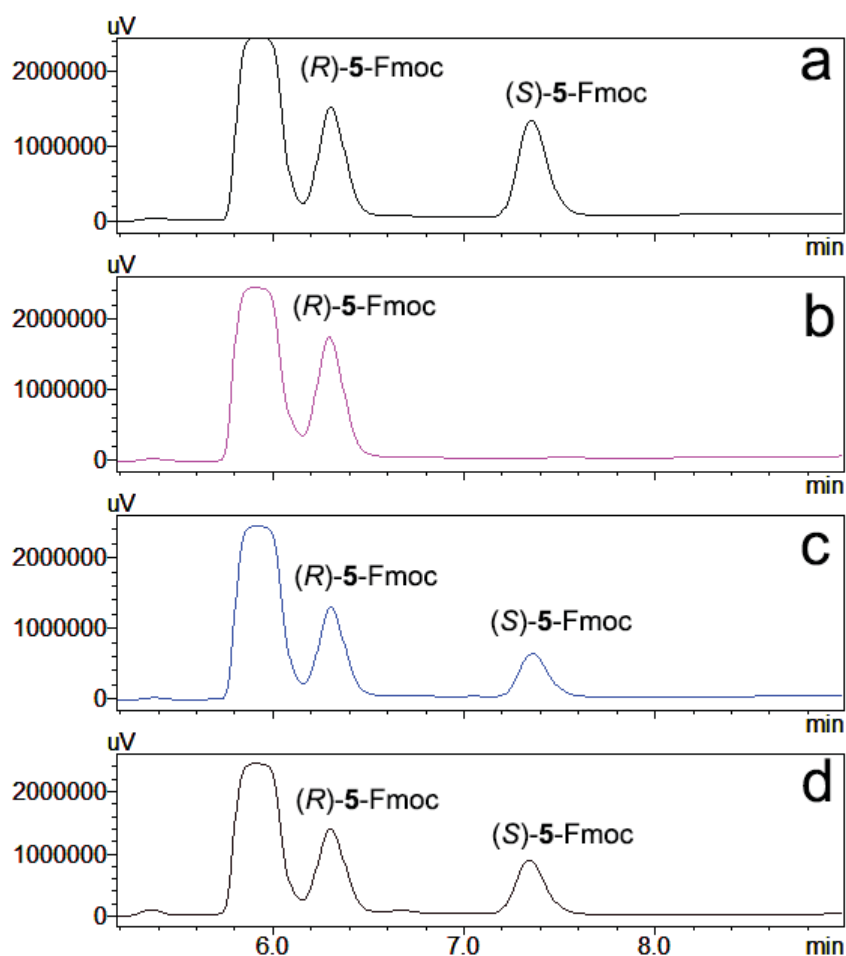 uV
2000000
1000000
0
(R)-5-Fmoc
(S)-5-Fmoc
a
min
uV
2000000
1000000
0
(R)-5-Fmoc
b
min
uV
2000000
1000000
0
(R)-5-Fmoc
(S)-5-Fmoc
c
min
uV
2000000
1000000
0
(R)-5-Fmoc
(S)-5-Fmoc
d
6.0 7.0 8.0 min